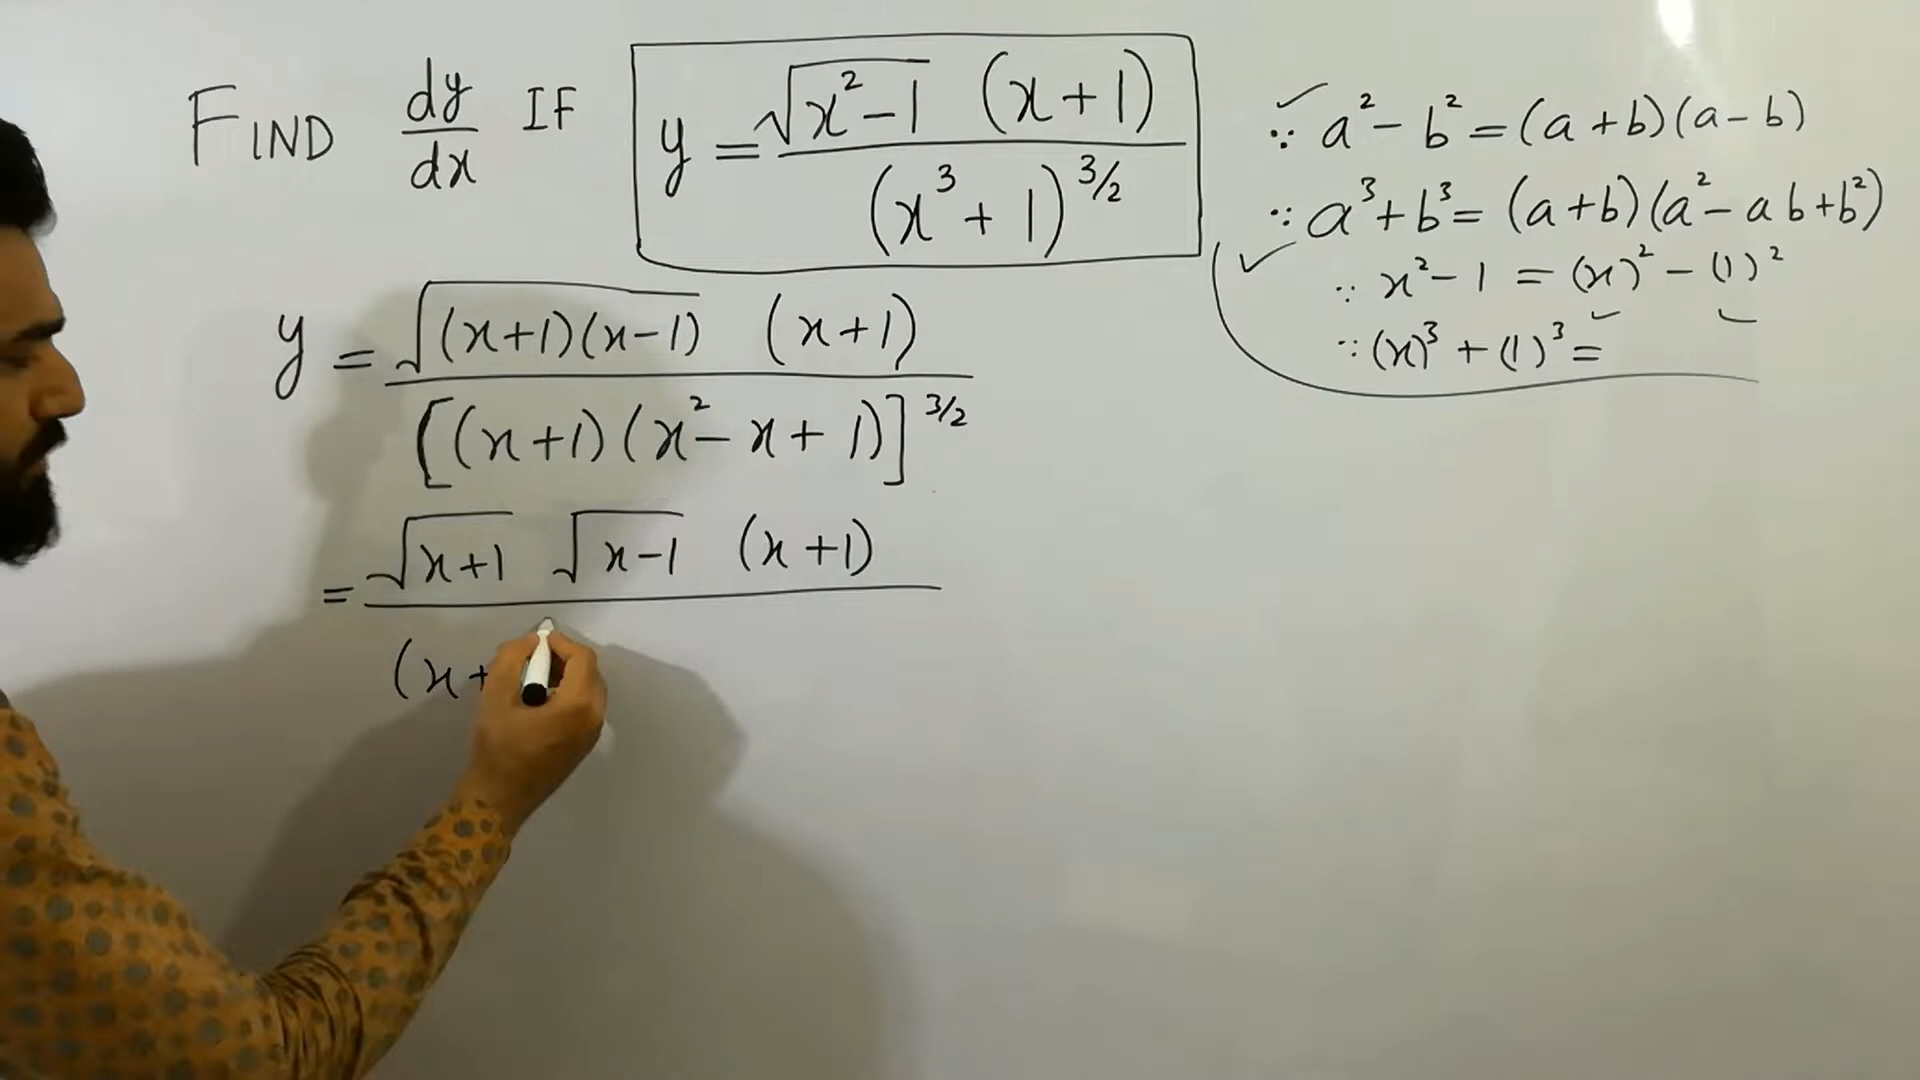 FIND dy/dx IF y = √(x²-1) (x+1) / (x³+1)^3/2
∵ a² - b² = (a+b)(a-b)
∵ a³+b³ = (a+b)(a²-ab+b²)
∵ x²-1 = (x)² - (1)²
∵ (x)³ + (1)³ =
y = √((x+1)(x-1)) (x+1) / [(x+1)(x²-x+1)]^3/2
= √(x+1) √(x-1) (x+1) / (x+